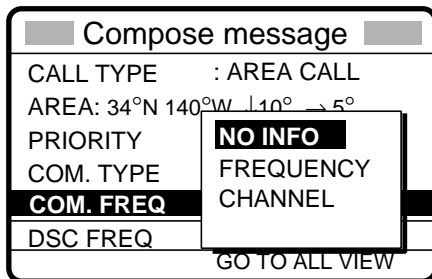 Compose message
CALL TYPE : AREA CALL
AREA: 34°N 140°W ↓10° → 5°
PRIORITY
COM. TYPE
COM. FREQ
DSC FREQ
NO INFO
FREQUENCY
CHANNEL
GO TO ALL VIEW